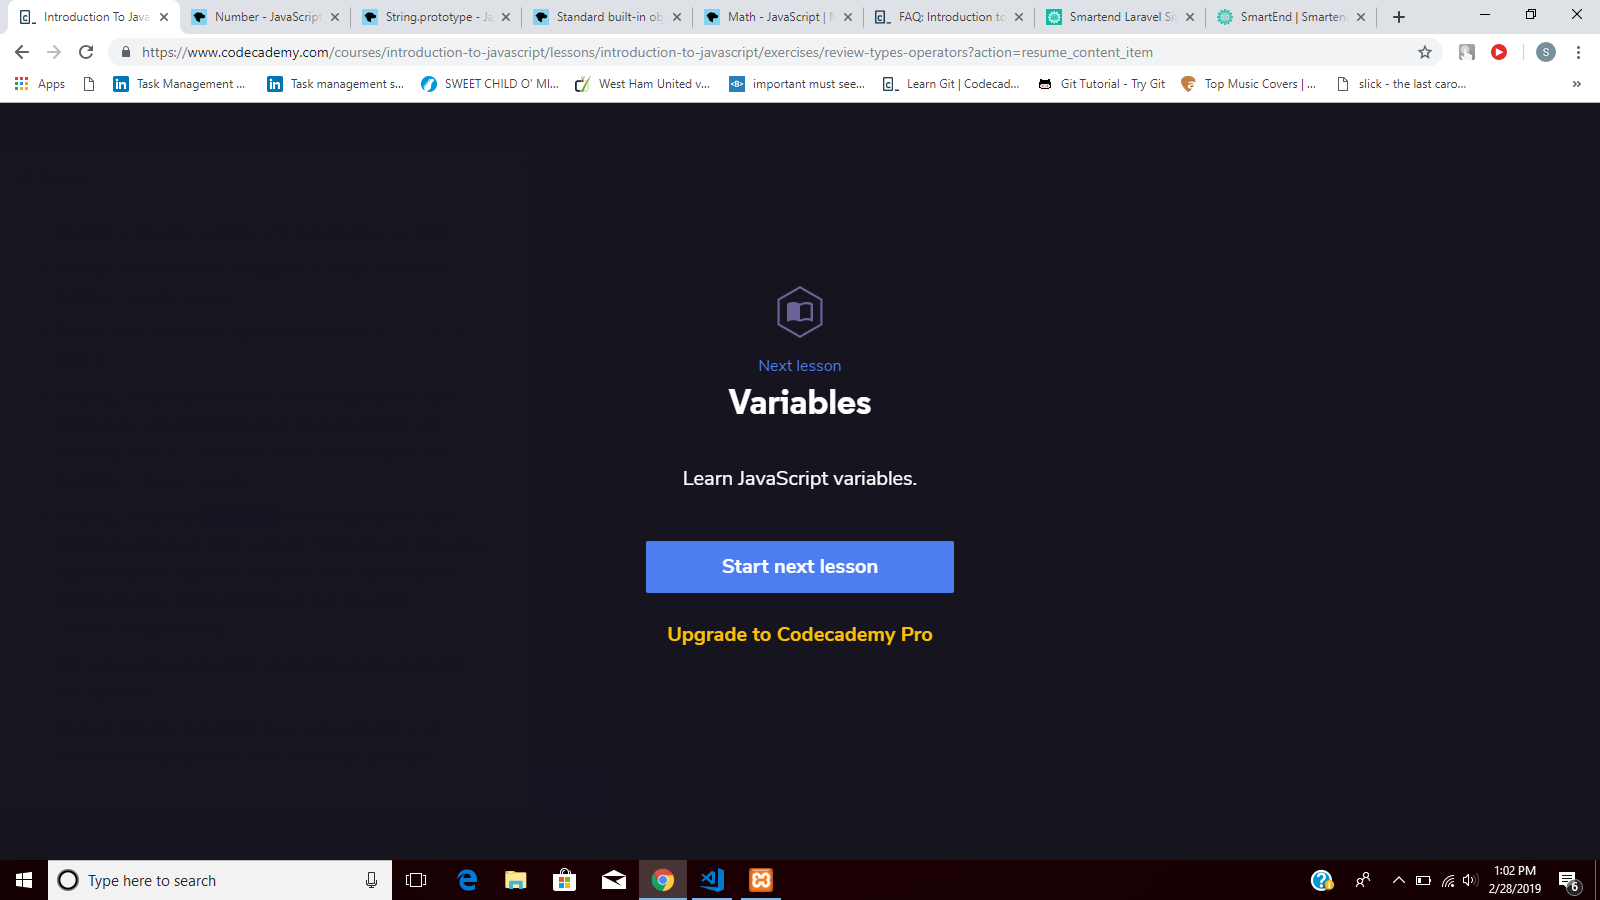 Introduction To Java
Number - JavaScript
String.prototype - Ja
Standard built-in ob
Math - JavaScript | M
FAQ: Introduction to
Smartend Laravel Sit
SmartEnd | Smarten
https://www.codecademy.com/courses/introduction-to-javascript/lessons/introduction-to-javascript/exercises/review-types-operators?action=resume_content_item
S
Apps
Task Management ...
Task management s...
SWEET CHILD O' MI...
West Ham United v...
important must see...
Learn Git | Codecad...
Git Tutorial - Try Git
Top Music Covers | ...
slick - the last caro...
Next lesson
Variables
Learn JavaScript variables.
Start next lesson
Upgrade to Codecademy Pro
Type here to search
1:02 PM
2/28/2019
6